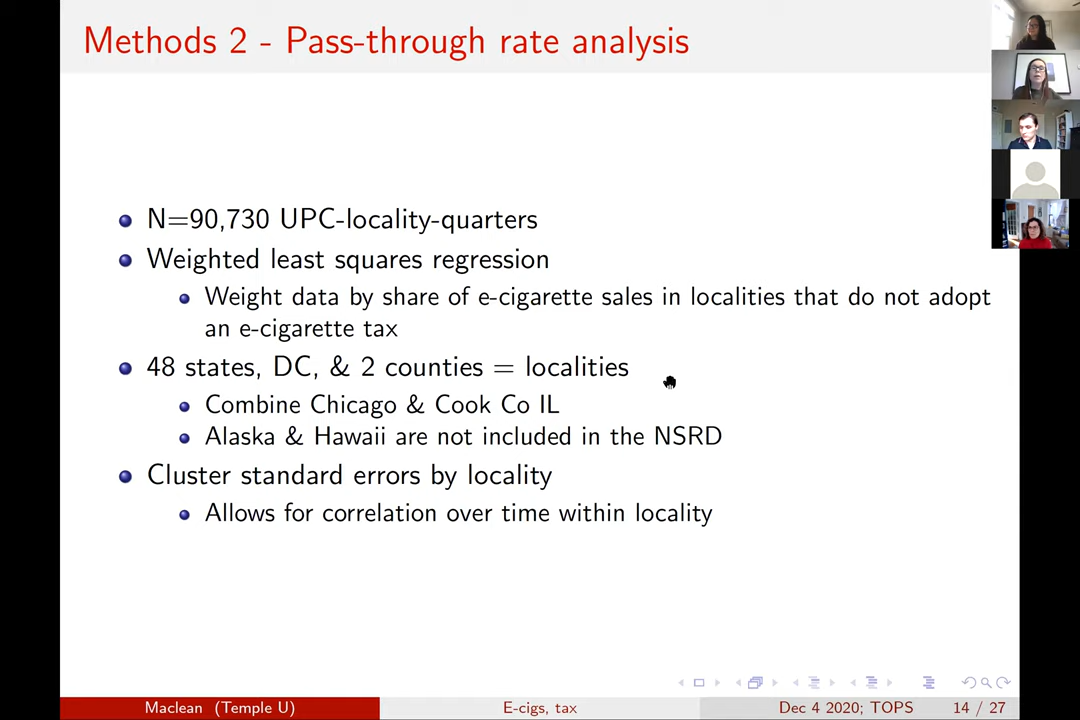 Methods 2 - Pass-through rate analysis
N=90,730 UPC-locality-quarters
Weighted least squares regression
Weight data by share of e-cigarette sales in localities that do not adopt
an e-cigarette tax
48 states, DC, & 2 counties = localities
Combine Chicago & Cook Co IL
Alaska & Hawaii are not included in the NSRD
Cluster standard errors by locality
Allows for correlation over time within locality
Maclean (Temple U)
E-cigs, tax
Dec 4 2020; TOPS
14 / 27